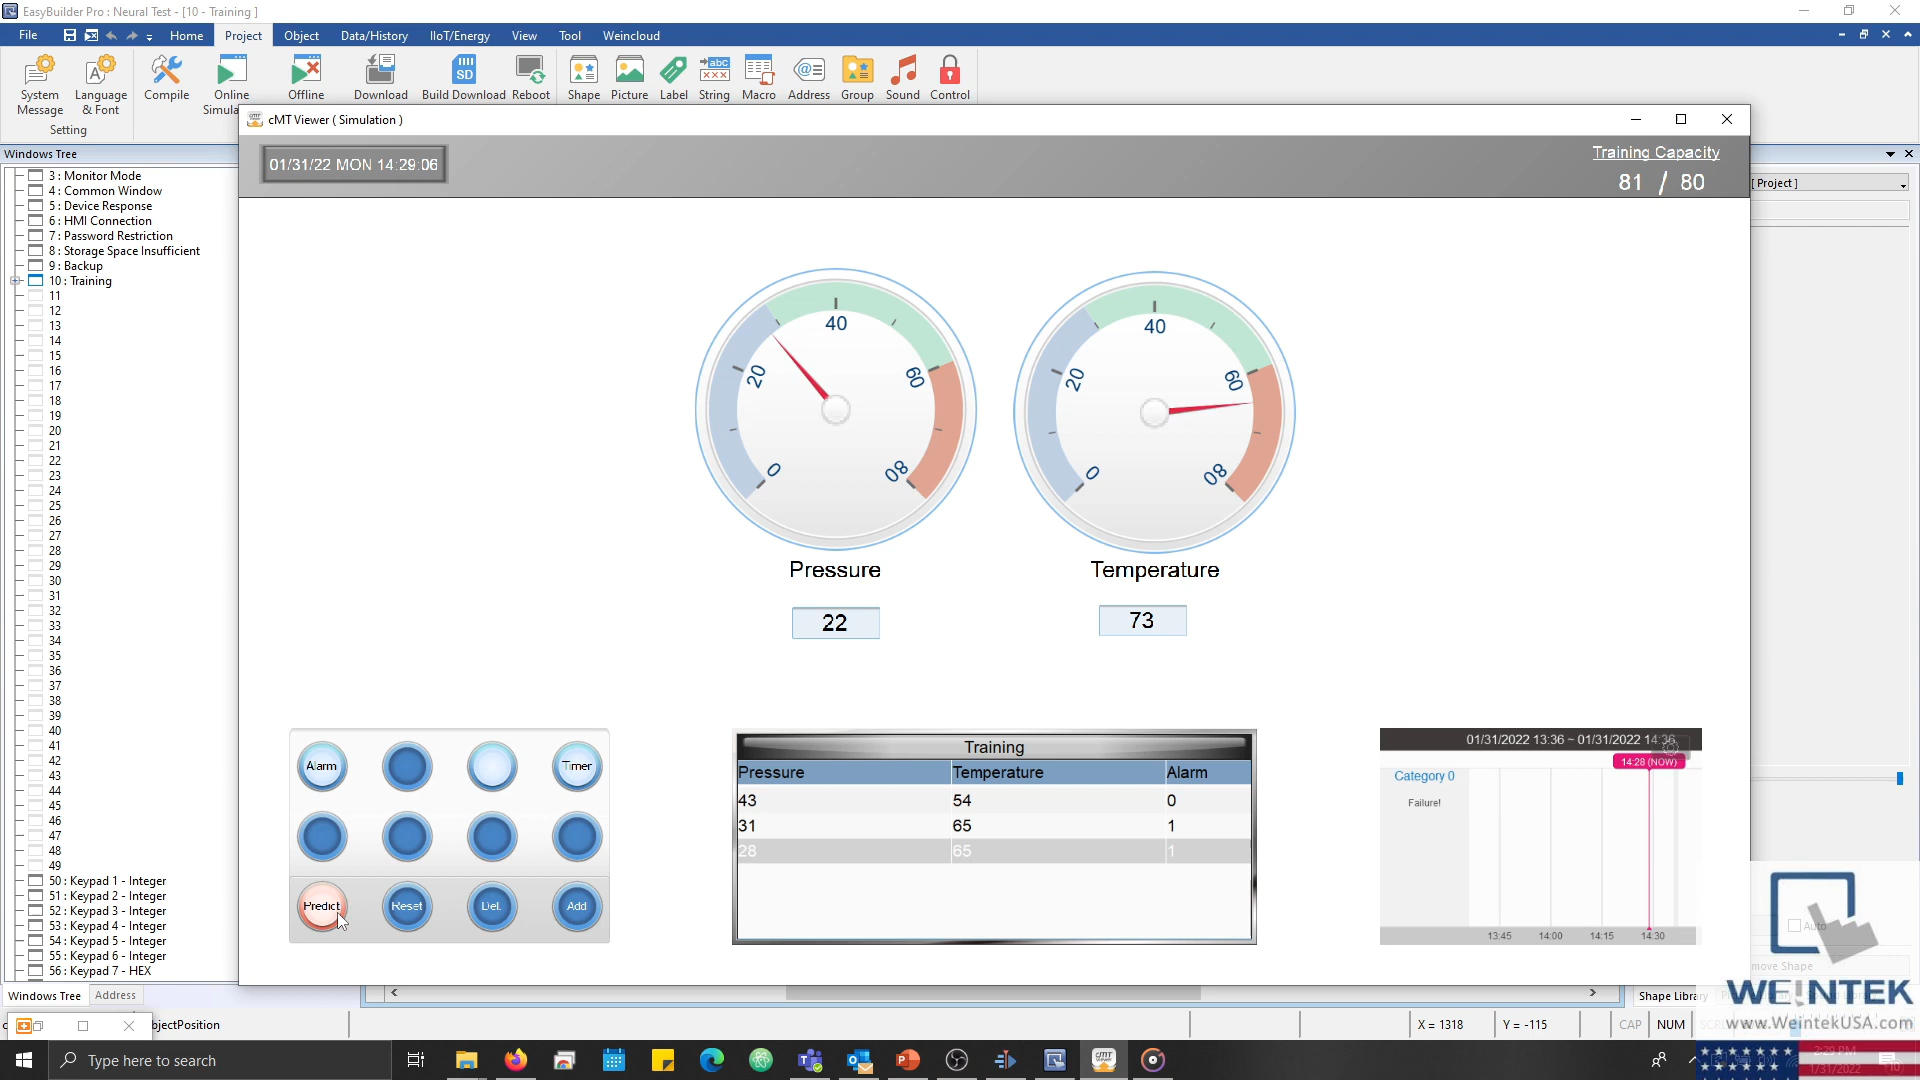 EasyBuilder Pro : Neural Test - [10 - Training ]
File Home Project Object Data/History IIoT/Energy View Tool Weincloud
System Message
Language & Font
Compile
Online Simula
Offline
Download
Build Download
Reboot
Shape
Picture
Label
String
Macro
Address
Group
Sound
Control
Setting
Windows Tree
cMT Viewer ( Simulation )
01/31/22 MON 14:29:06
Training Capacity
81 / 80
[ Project ]
3 : Monitor Mode
4 : Common Window
5 : Device Response
6 : HMI Connection
7 : Password Restriction
8 : Storage Space Insufficient
9 : Backup
10 : Training
11
12
13
14
15
16
17
18
19
20
21
22
23
24
25
26
27
28
29
30
31
32
33
34
35
36
37
38
39
40
41
42
43
44
45
46
47
48
49
50 : Keypad 1 - Integer
51 : Keypad 2 - Integer
52 : Keypad 3 - Integer
53 : Keypad 4 - Integer
54 : Keypad 5 - Integer
55 : Keypad 6 - Integer
56 : Keypad 7 - HEX
0 20 40 60 80
0 20 40 60 80
Pressure
Temperature
22
73
Alarm Timer
Predict Reset Del. Add
Training
Pressure Temperature Alarm
43 54 0
31 65 1
28 65 1
01/31/2022 13:36 ~ 01/31/2022 14:36
14:28 (NOW)
Category 0
Failure!
13:45 14:00 14:15 14:30
Auto
move Shape
Windows Tree Address
Shape Library
WEINTEK
www.WeintekUSA.com
bjectPosition
X = 1318 Y = -115 CAP NUM
Type here to search
2:29 PM
1/31/2022